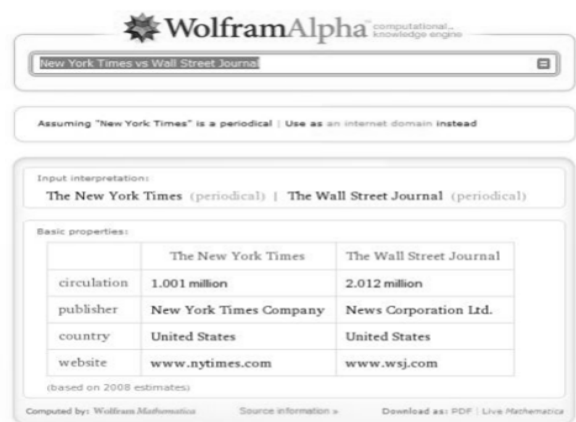 WolframAlpha computational... knowledge engine
New York Times vs Wall Street Journal
Assuming "New York Times" is a periodical | Use as an internet domain instead
Input interpretation:
The New York Times (periodical) | The Wall Street Journal (periodical)
Basic properties:
The New York Times The Wall Street Journal
circulation 1.001 million 2.012 million
publisher New York Times Company News Corporation Ltd.
country United States United States
website www.nytimes.com www.wsj.com
(based on 2008 estimates)
Computed by: Wolfram Mathematica Source information » Download as: PDF | Live Mathematica